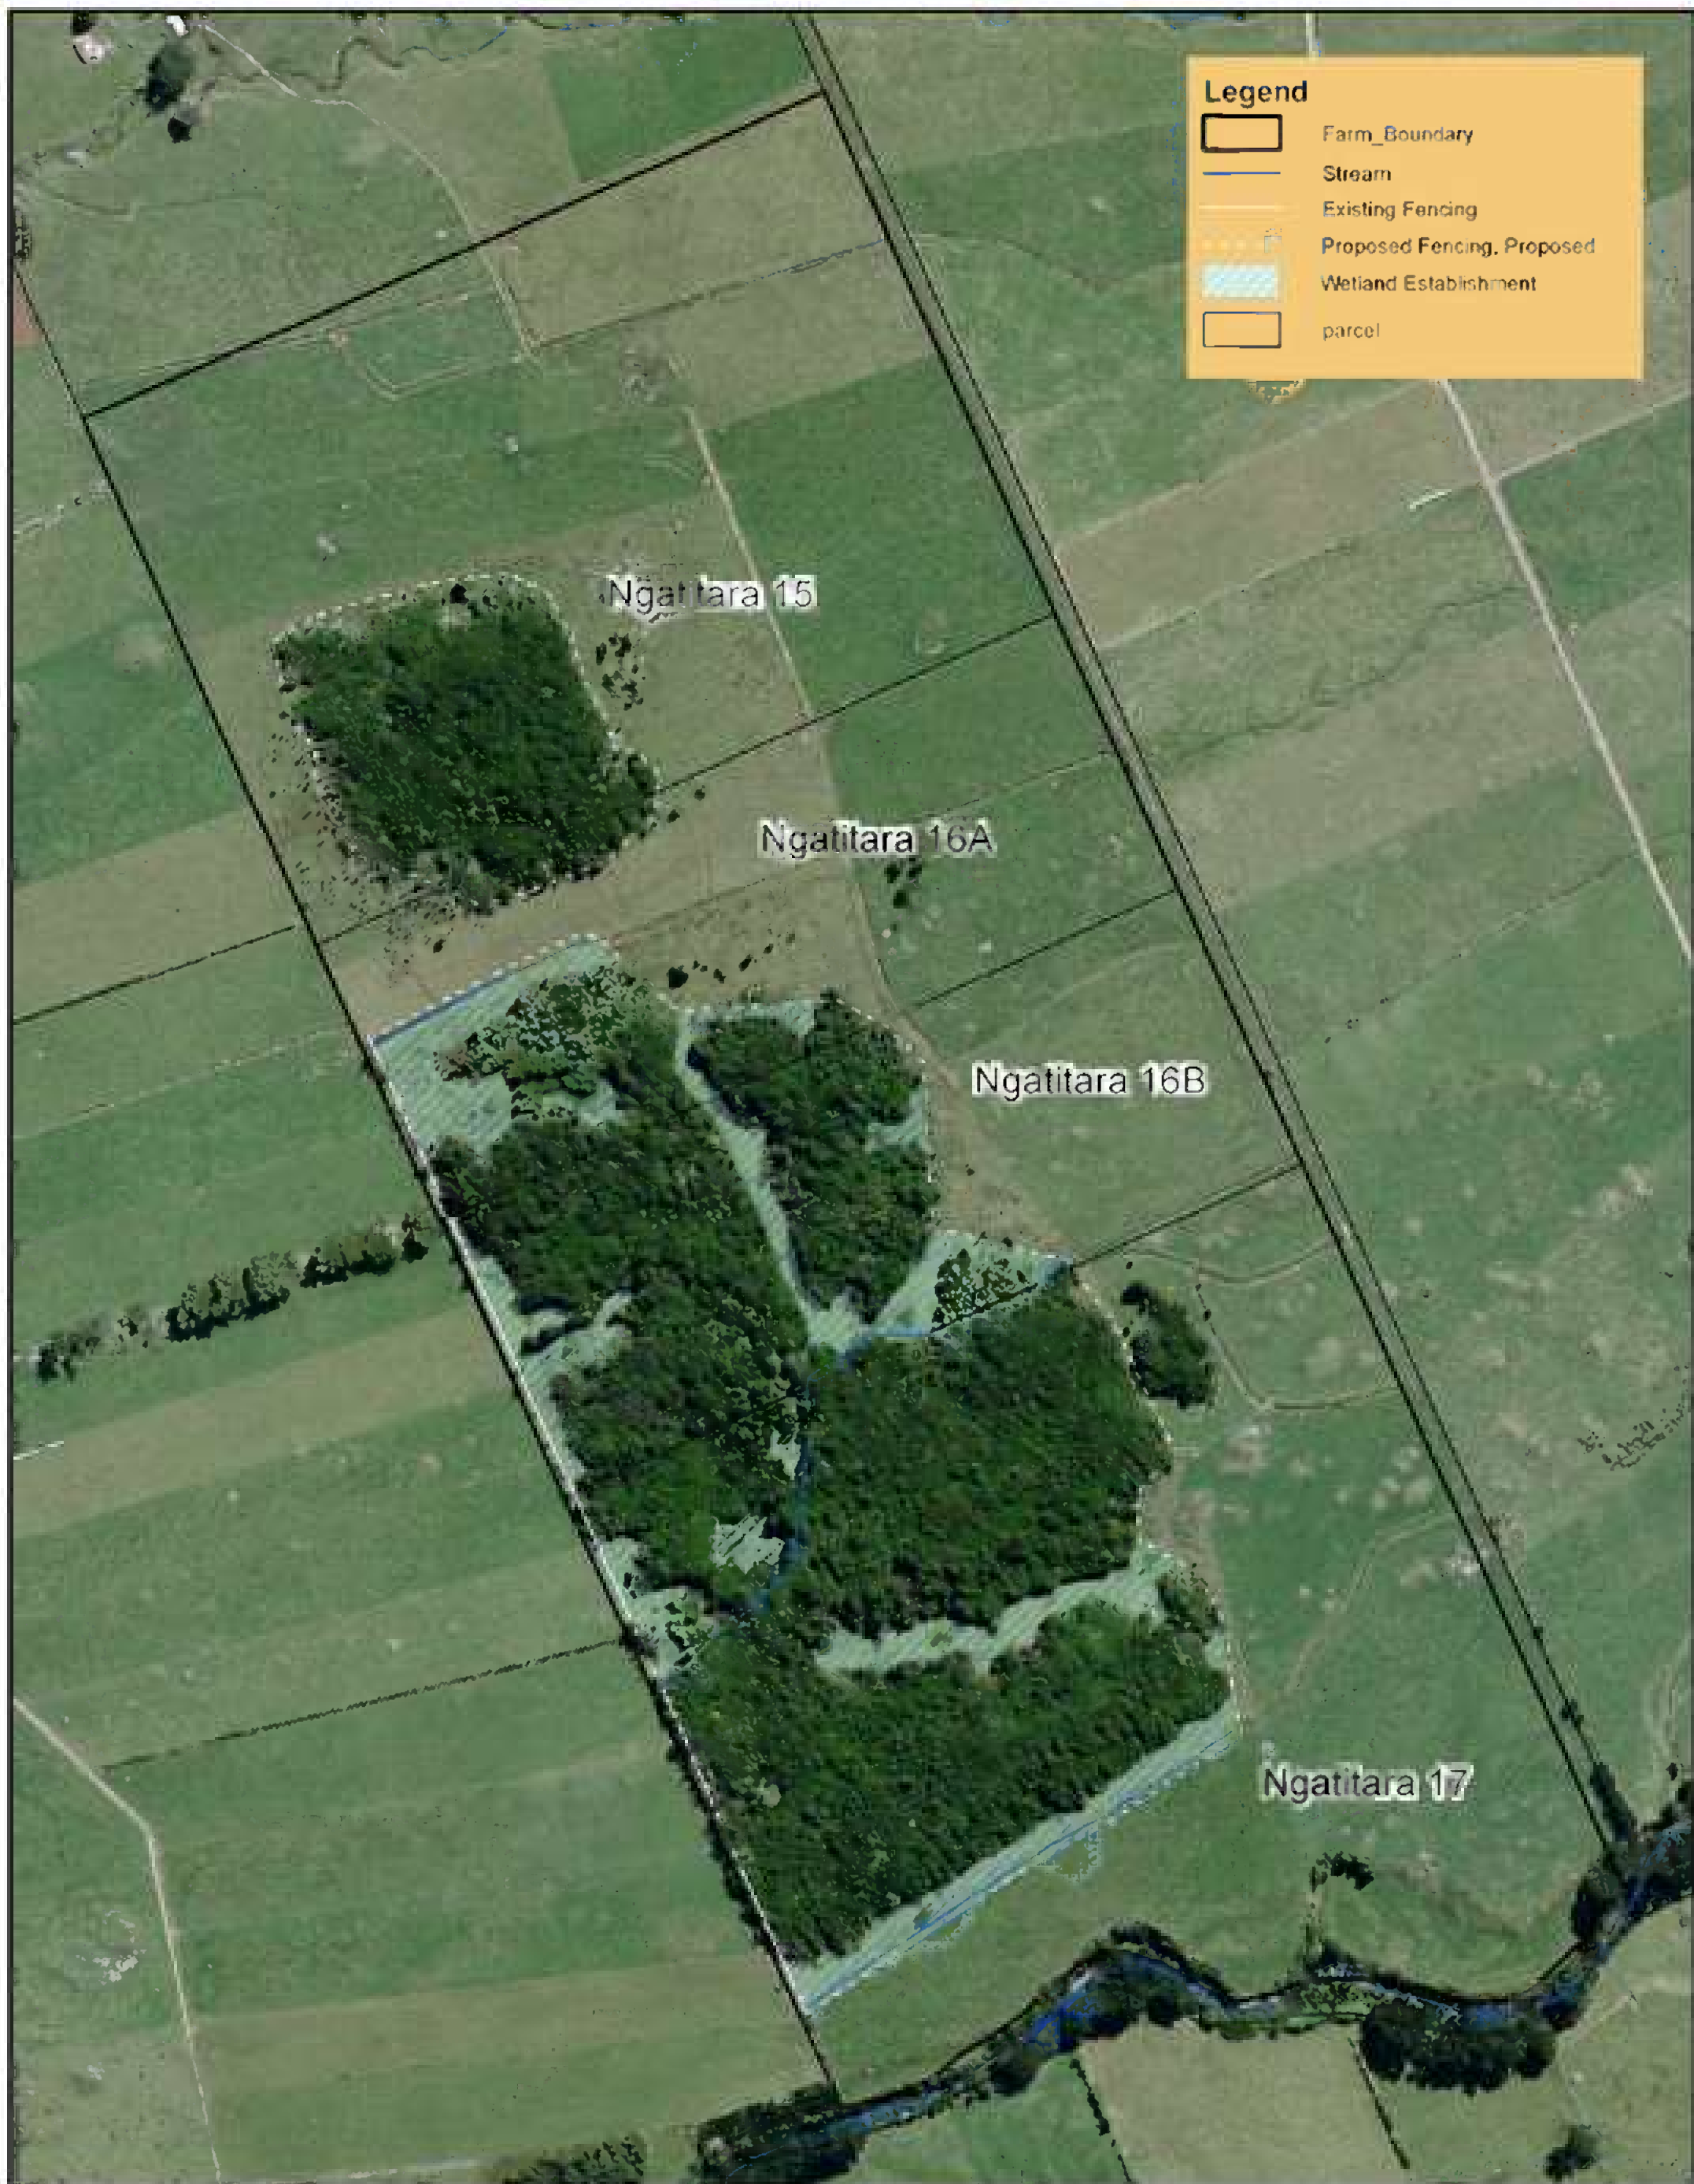 Legend
Farm_Boundary
Stream
Existing Fencing
Proposed Fencing, Proposed
Wetland Establishment
parcel
Ngatitara 15
Ngatitara 16A
Ngatitara 16B
Ngatitara 17